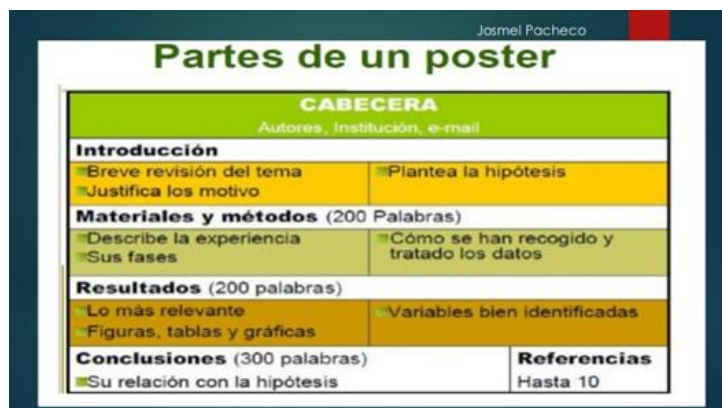 Josmel Pacheco
Partes de un poster
CABECERA
Autores, Institución, e-mail
Introducción
Breve revisión del tema
Justifica los motivo
Plantea la hipótesis
Materiales y métodos (200 Palabras)
Describe la experiencia
Sus fases
Cómo se han recogido y
tratado los datos
Resultados (200 palabras)
Lo más relevante
Figuras, tablas y gráficas
Variables bien identificadas
Conclusiones (300 palabras)
Su relación con la hipótesis
Referencias
Hasta 10